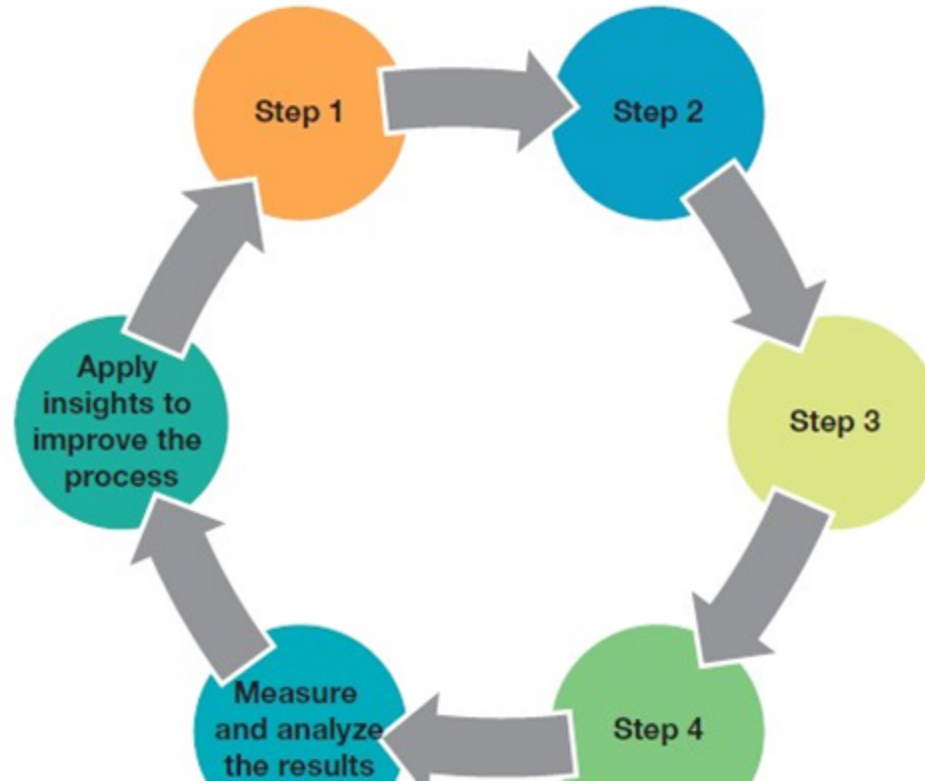 Step 1
Step 2
Step 3
Step 4
Measure
and analyze
the results
Apply
insights to
improve the
process